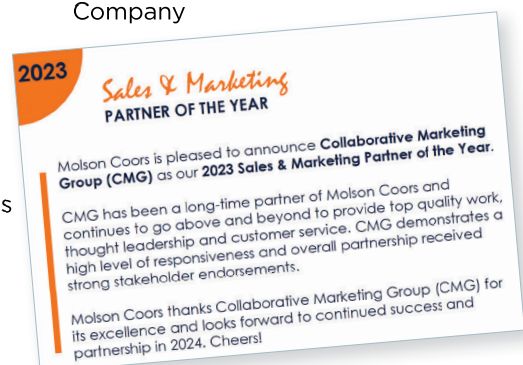 Company
2023
Sales & Marketing
PARTNER OF THE YEAR
Molson Coors is pleased to announce Collaborative Marketing
Group (CMG) as our 2023 Sales & Marketing Partner of the Year.
s
CMG has been a long-time partner of Molson Coors and
continues to go above and beyond to provide top quality work,
thought leadership and customer service. CMG demonstrates a
high level of responsiveness and overall partnership received
strong stakeholder endorsements.
Molson Coors thanks Collaborative Marketing Group (CMG) for
its excellence and looks forward to continued success and
partnership in 2024. Cheers!